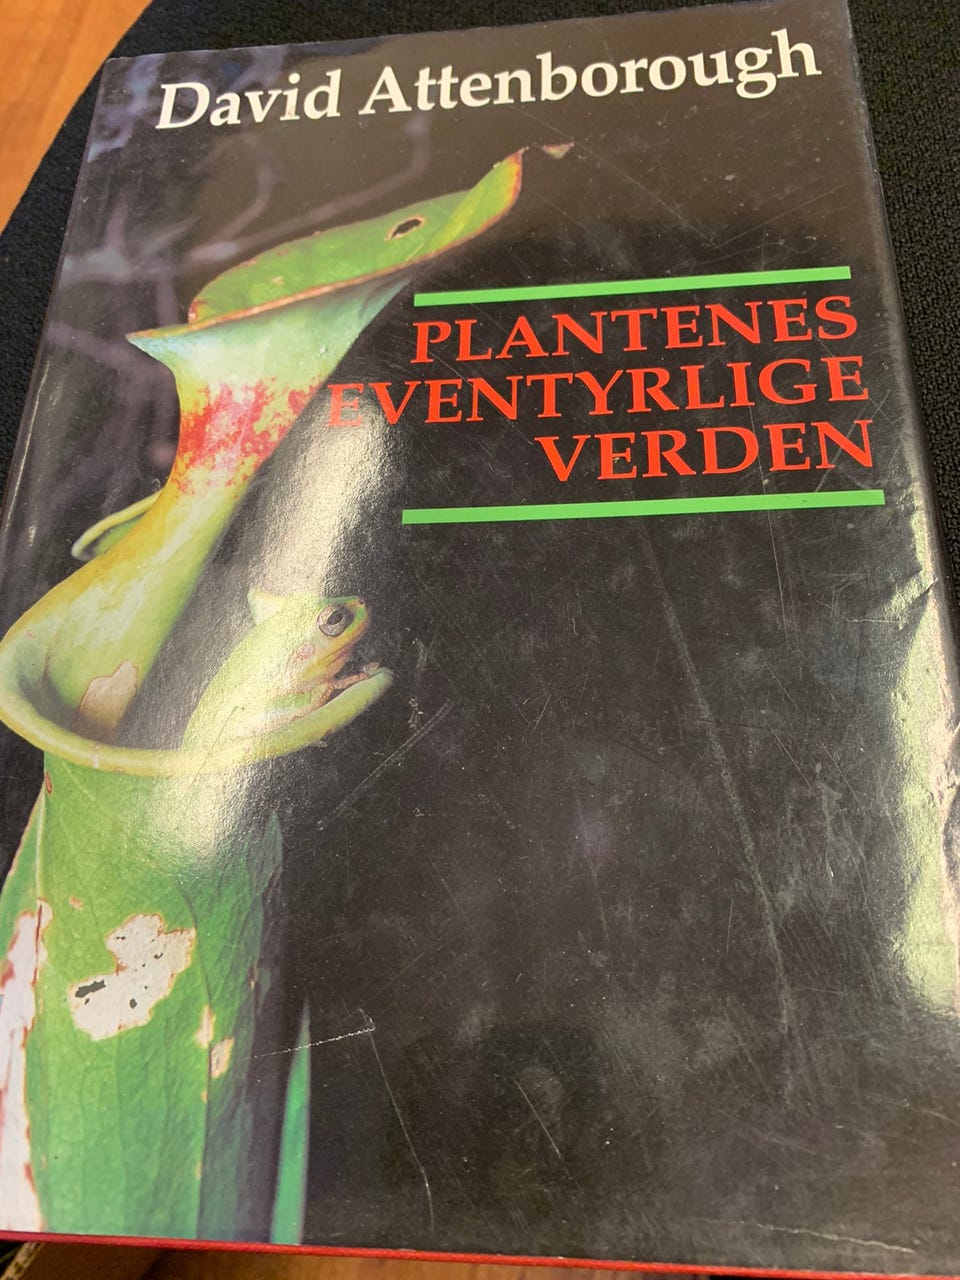 David Attenborough
PLANTENES
EVENTYRLIGE
VERDEN